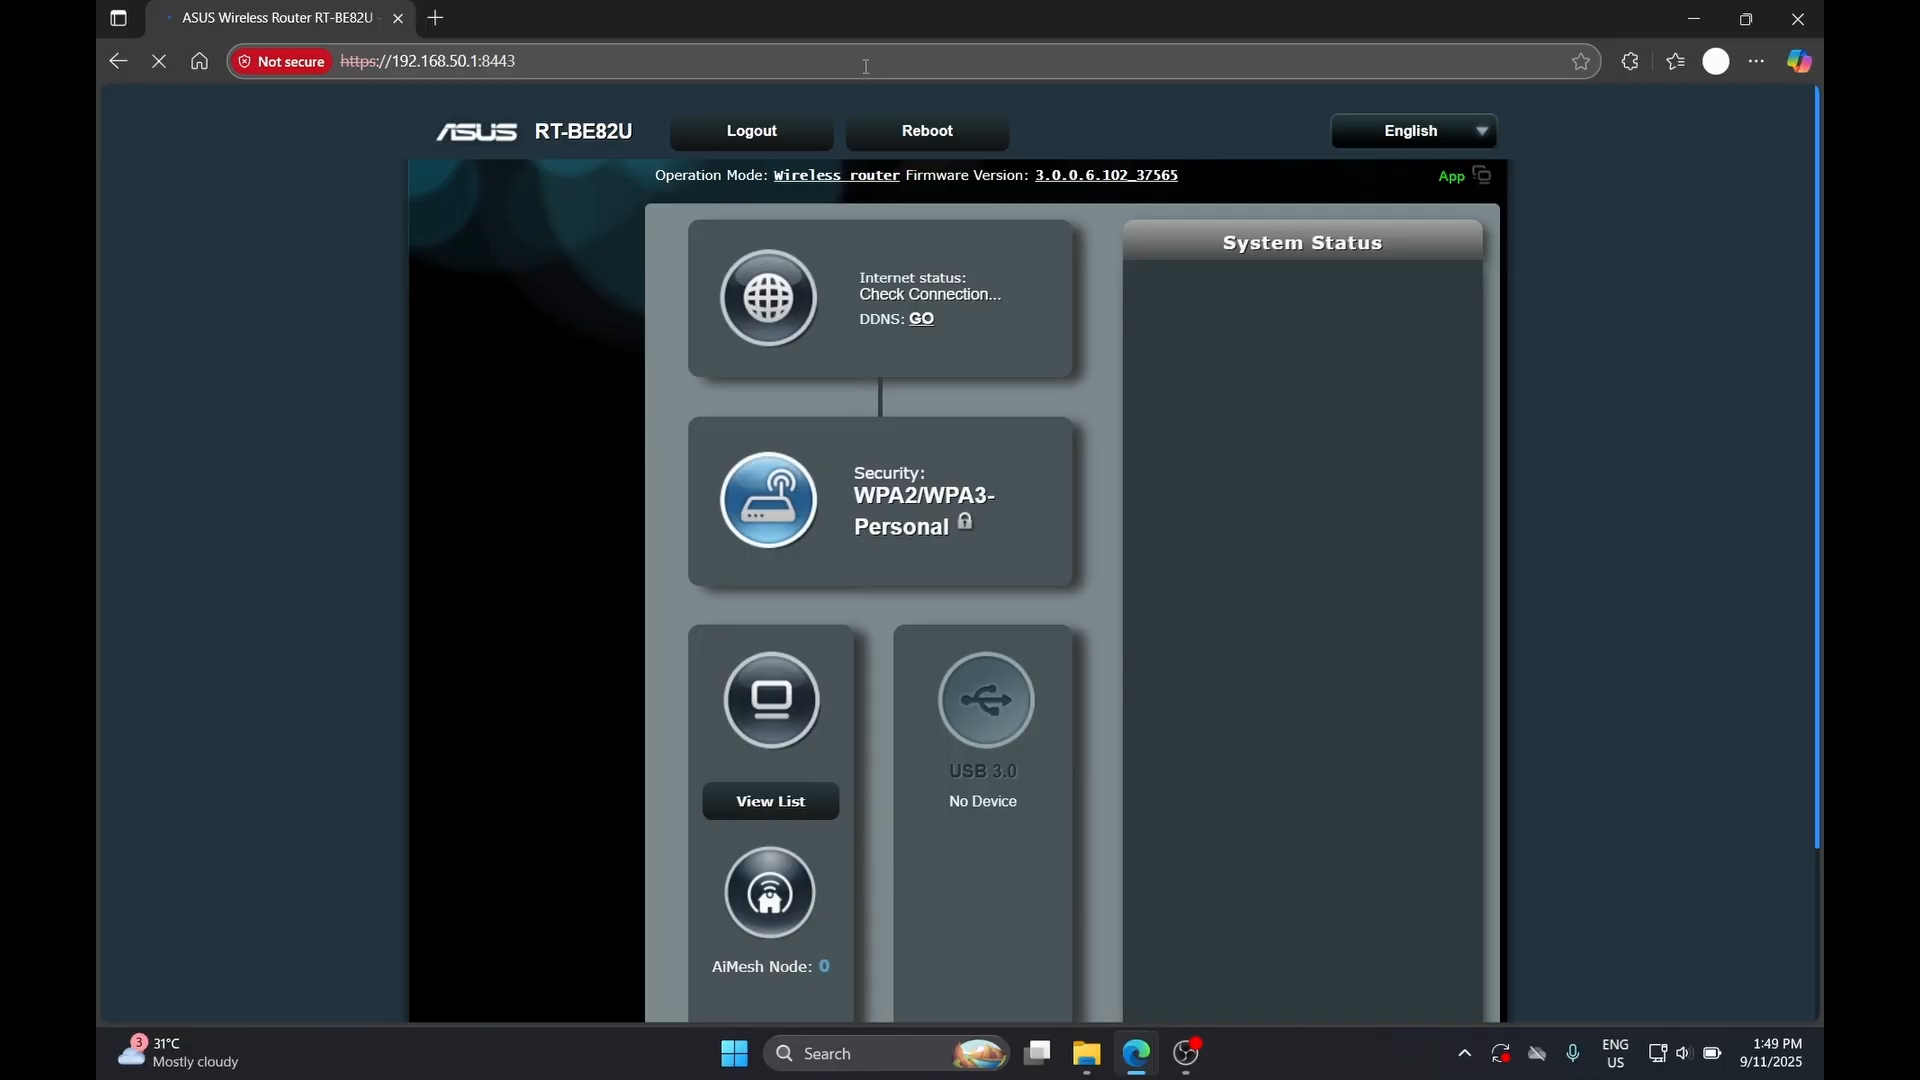 ASUS Wireless Router RT-BE82U -
Not secure
https://192.168.50.1:8443
ASUS
RT-BE82U
Logout
Reboot
English
Operation Mode: Wireless router Firmware Version: 3.0.0.6.102_37565
App
Internet status:
Check Connection...
DDNS: GO
System Status
Security:
WPA2/WPA3-
Personal
USB 3.0
No Device
View List
AiMesh Node: 0
3
31°C
Mostly cloudy
Search
ENG
US
1:49 PM
9/11/2025